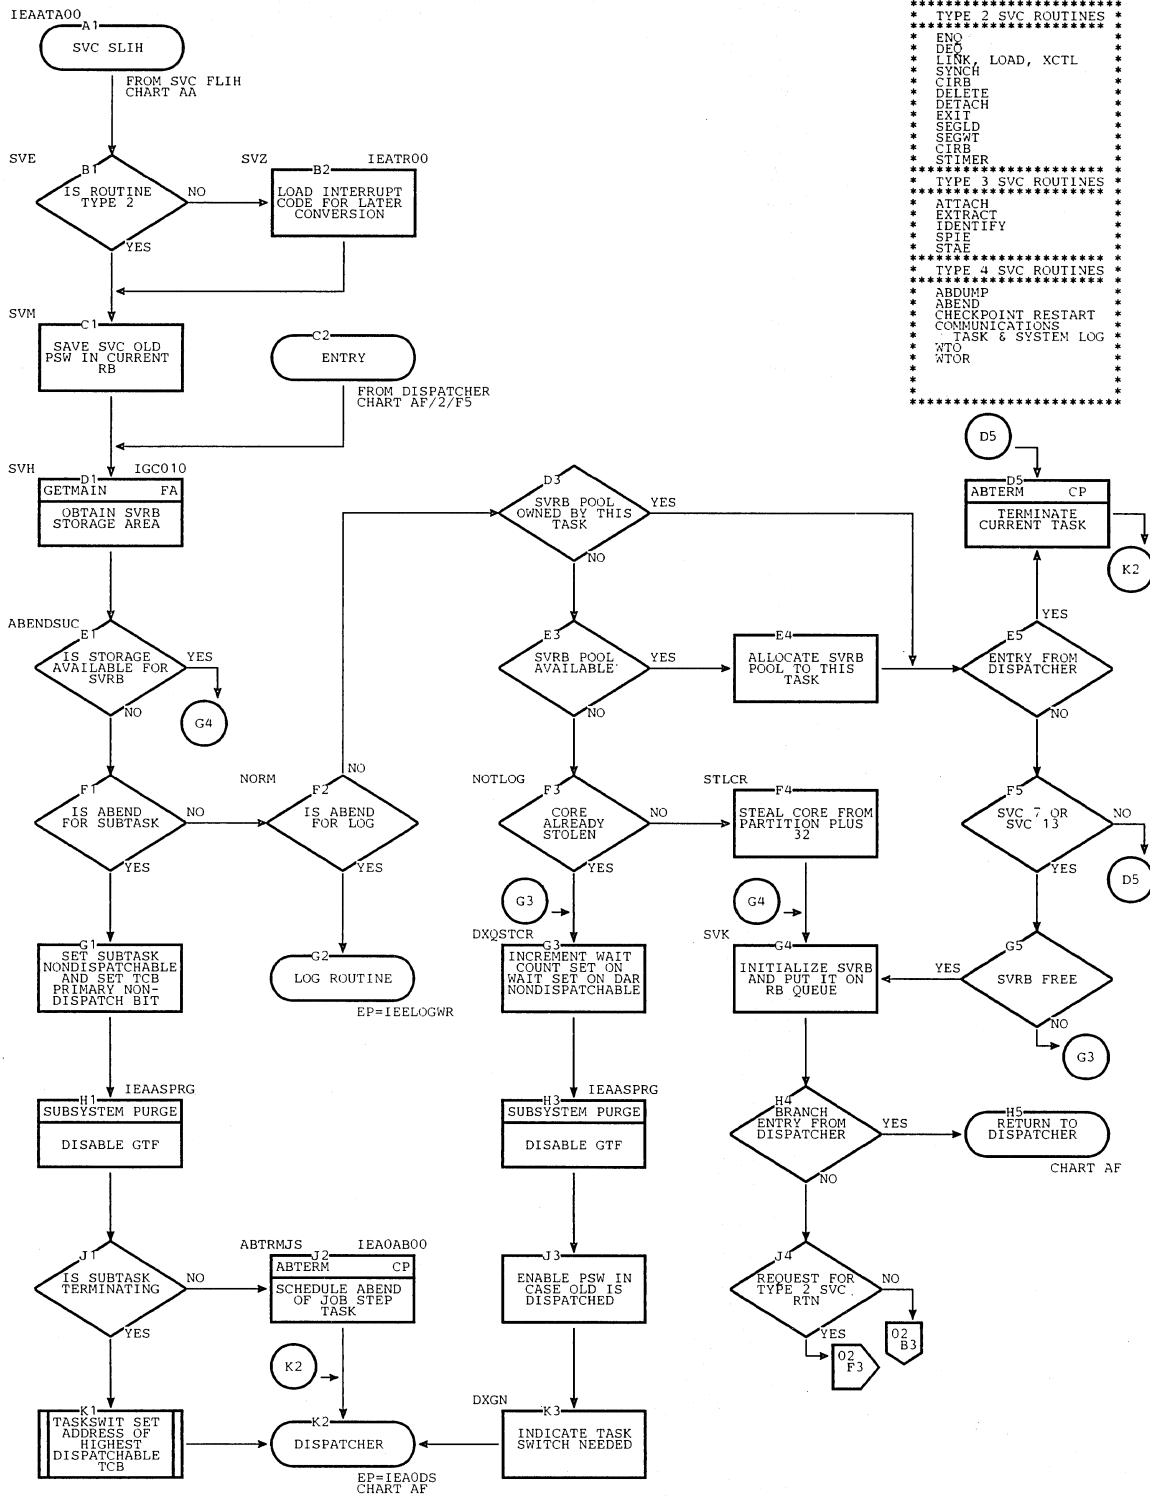 IEAATA00
A1
SVC SLIH
FROM SVC FLIH
CHART AA
SVE
B1
IS ROUTINE
TYPE 2
NO
YES
SVZ
IEATR00
B2
LOAD INTERRUPT
CODE FOR LATER
CONVERSION
SVM
C1
SAVE SVC OLD
PSW IN CURRENT
RB
C2
ENTRY
FROM DISPATCHER
CHART AF/2/F5
SVH
IGC010
D1
GETMAIN FA
OBTAIN SVRB
STORAGE AREA
ABENDSUC
E1
IS STORAGE
AVAILABLE FOR
SVRB
YES
G4
NO
F1
IS ABEND
FOR SUBTASK
NO
YES
NORM
F2
IS ABEND
FOR LOG
NO
YES
G1
SET SUBTASK
NONDISPATCHABLE
AND SET TCB
PRIMARY NON-
DISPATCH BIT
G2
LOG ROUTINE
EP=IEELOGWR
IEAASPRG
H1
SUBSYSTEM PURGE
DISABLE GTF
J1
IS SUBTASK
TERMINATING
NO
YES
ABTRMJS
IEA0AB00
J2
ABTERM CP
SCHEDULE ABEND
OF JOB STEP
TASK
K2
K1
TASKSWIT SET
ADDRESS OF
HIGHEST
DISPATCHABLE
TCB
K2
DISPATCHER
EP=IEA0DS
CHART AF
D3
SVRB POOL
OWNED BY THIS
TASK
YES
NO
E3
SVRB POOL
AVAILABLE
YES
NO
E4
ALLOCATE SVRB
POOL TO THIS
TASK
NOTLOG
F3
CORE
ALREADY
STOLEN
NO
YES
STLCR
F4
STEAL CORE FROM
PARTITION PLUS
32
G3
G4
DXQSTCR
G3
INCREMENT WAIT
COUNT SET ON
WAIT SET ON DAR
NONDISPATCHABLE
SVK
G4
INITIALIZE SVRB
AND PUT IT ON
RB QUEUE
IEAASPRG
H3
SUBSYSTEM PURGE
DISABLE GTF
H4
BRANCH
ENTRY FROM
DISPATCHER
YES
NO
H5
RETURN TO
DISPATCHER
CHART AF
J3
ENABLE PSW IN
CASE OLD IS
DISPATCHED
J4
REQUEST FOR
TYPE 2 SVC
RTN
NO
YES
02
B3
02
F3
DXGN
K3
INDICATE TASK
SWITCH NEEDED
D5
D5
ABTERM CP
TERMINATE
CURRENT TASK
K2
YES
E5
ENTRY FROM
DISPATCHER
NO
F5
SVC 7 OR
SVC 13
NO
D5
YES
G5
SVRB FREE
YES
NO
G3
************************
* TYPE 2 SVC ROUTINES *
************************
* ENQ *
* DEQ *
* LINK, LOAD, XCTL *
* SYNCH *
* CIRB *
* DELETE *
* DETACH *
* EXIT *
* SEGLD *
* SEGWT *
* CIRB *
* STIMER *
************************
* TYPE 3 SVC ROUTINES *
************************
* ATTACH *
* EXTRACT *
* IDENTIFY *
* SPIE *
* STAE *
************************
* TYPE 4 SVC ROUTINES *
************************
* ABDUMP *
* ABEND *
* CHECKPOINT RESTART *
* COMMUNICATIONS *
* TASK & SYSTEM LOG *
* WTO *
* WTOR *
************************